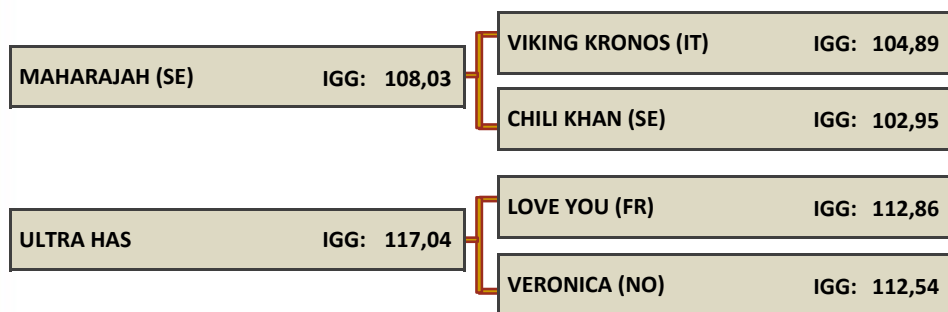 VIKING KRONOS (IT) IGG: 104,89
MAHARAJAH (SE) IGG: 108,03
CHILI KHAN (SE) IGG: 102,95
LOVE YOU (FR) IGG: 112,86
ULTRA HAS IGG: 117,04
VERONICA (NO) IGG: 112,54